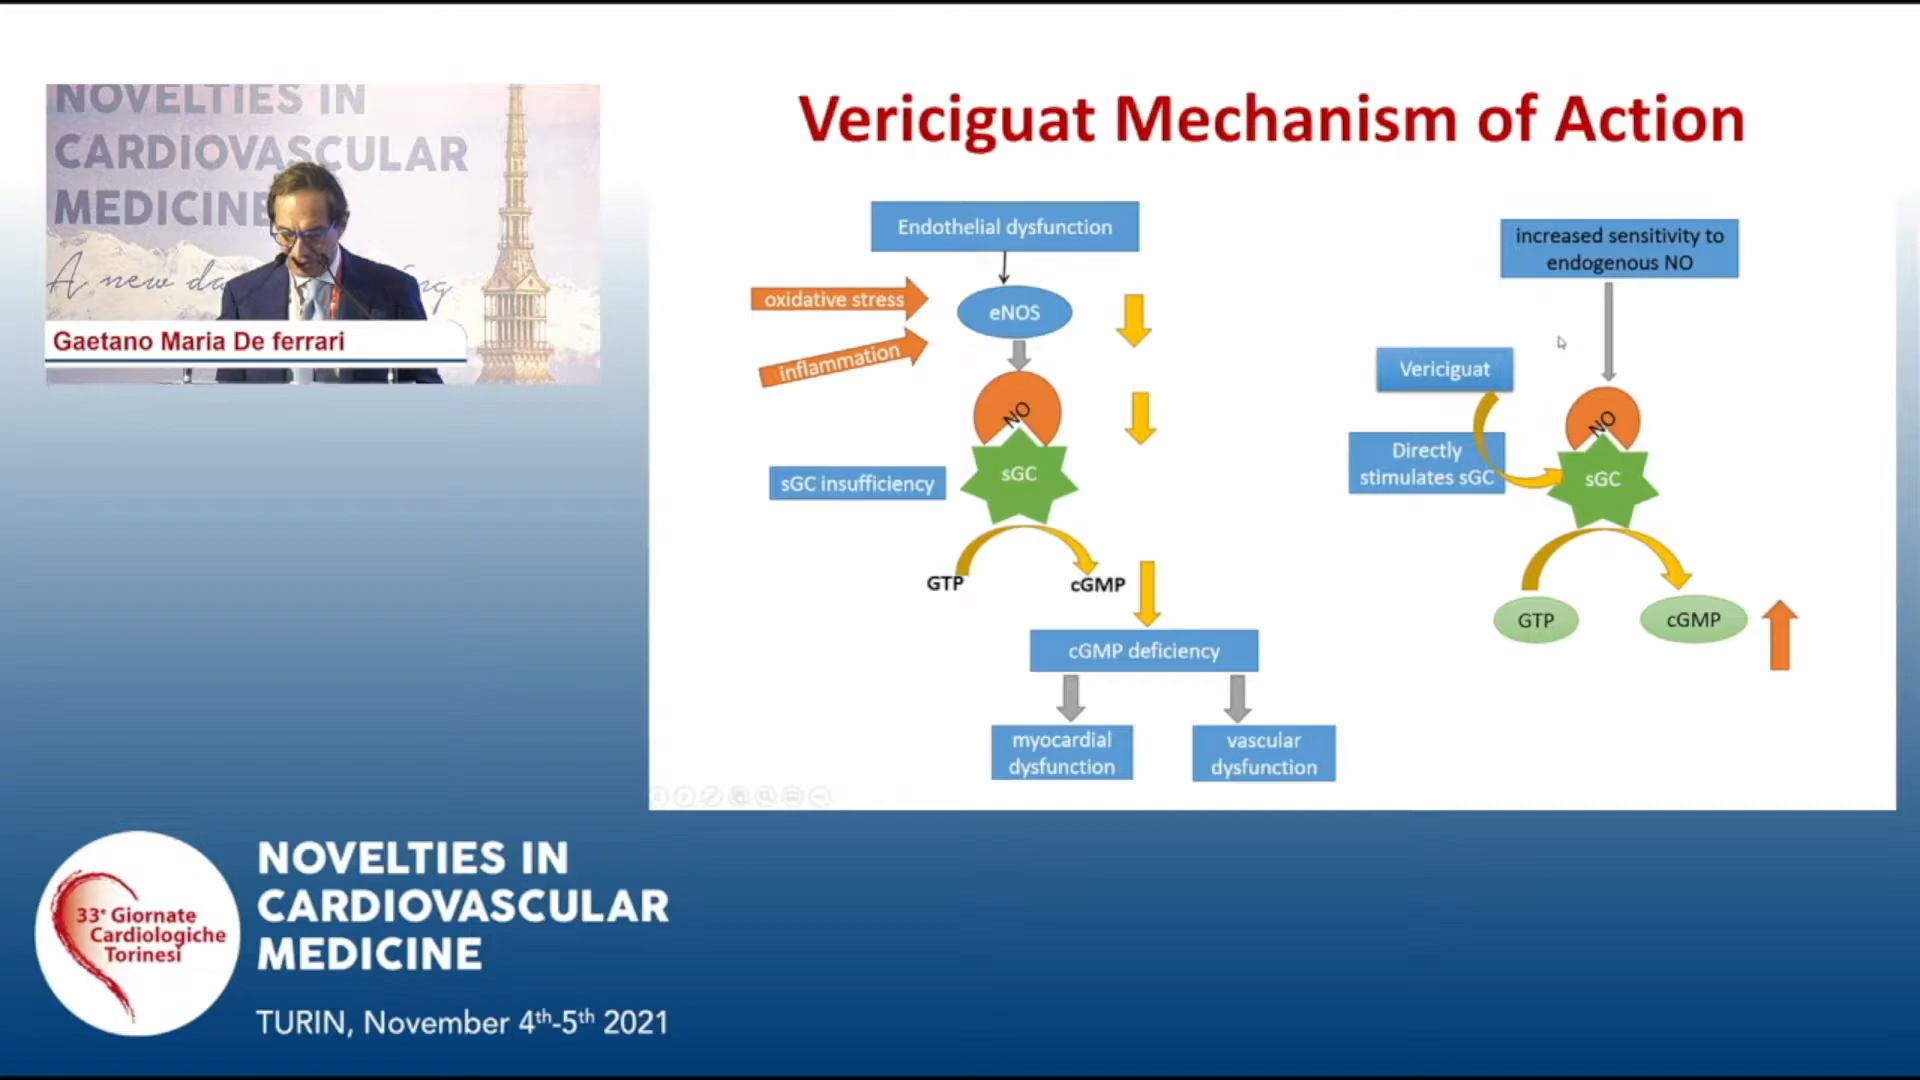 NOVELTIES IN
CARDIOVASCULAR
MEDICINE
A new da
ng
Gaetano Maria De ferrari
Vericiguat Mechanism of Action
Endothelial dysfunction
oxidative stress
eNOS
inflammation
NO
sGC insufficiency
sGC
GTP
cGMP
cGMP deficiency
myocardial
dysfunction
vascular
dysfunction
increased sensitivity to
endogenous NO
Vericiguat
Directly
stimulates sGC
NO
sGC
GTP
cGMP
33° Giornate
Cardiologiche
Torinesi
NOVELTIES IN
CARDIOVASCULAR
MEDICINE
TURIN, November 4th-5th 2021